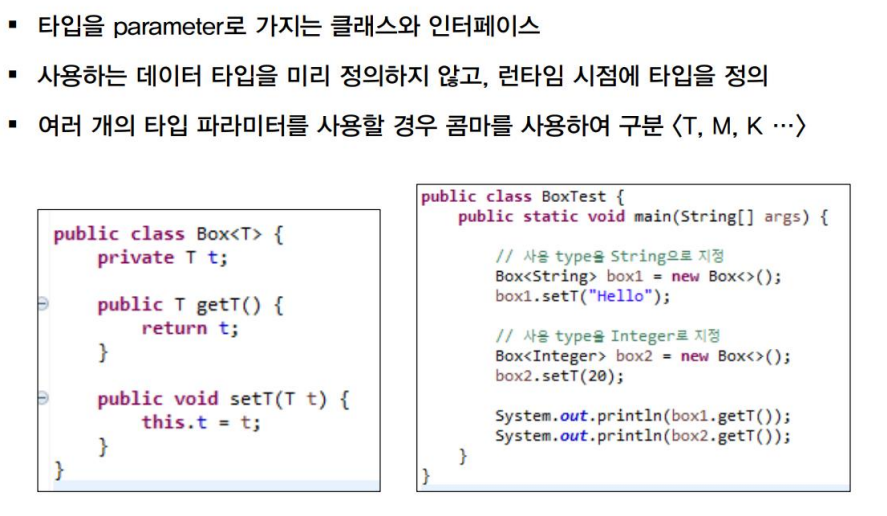 ▪ 타입을 parameter로 가지는 클래스와 인터페이스
▪ 사용하는 데이터 타입을 미리 정의하지 않고, 런타임 시점에 타입을 정의
▪ 여러 개의 타입 파라미터를 사용할 경우 콤마를 사용하여 구분 〈T, M, K …〉
public class Box<T> {
private T t;
public T getT() {
return t;
}
public void setT(T t) {
this.t = t;
}
}
public class BoxTest {
public static void main(String[] args) {
// 사용 type을 String으로 지정
Box<String> box1 = new Box<>();
box1.setT("Hello");
// 사용 type을 Integer로 지정
Box<Integer> box2 = new Box<>();
box2.setT(20);
System.out.println(box1.getT());
System.out.println(box2.getT());
}
}